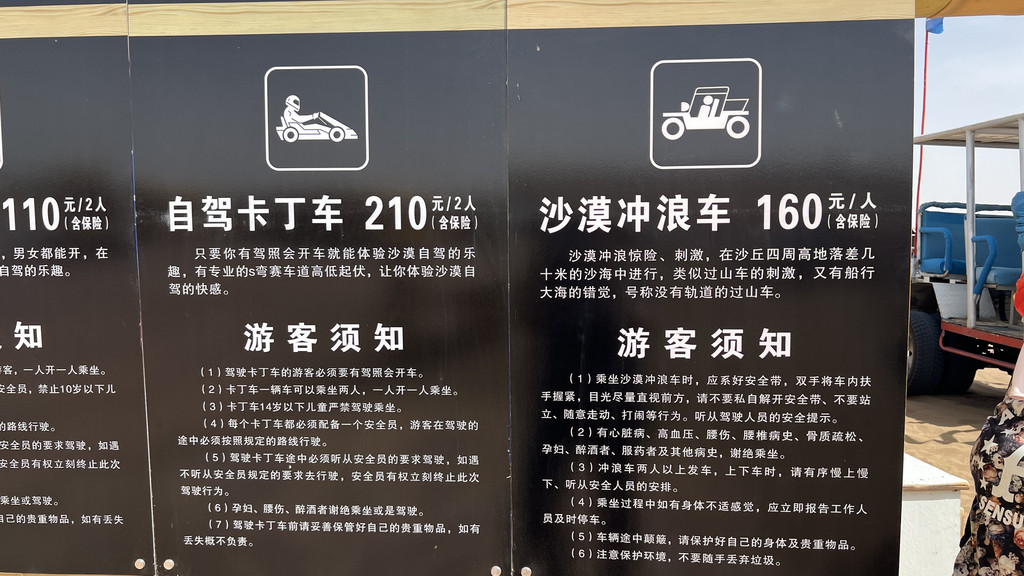 110 元/2人
(含保险)
，男女都能开，在
自驾的乐趣。
知
客，一人开一人乘坐。
安全员，禁止10岁以下儿
的路线行驶。
安全员的要求驾驶，如遇
安全员有权立刻终止此次
乘坐或驾驶。
自己的贵重物品，如有丢失
自驾卡丁车 210元/2人
(含保险)
只要你有驾照会开车就能体验沙漠自驾的乐
趣，有专业的s弯赛车道高低起伏，让你体验沙漠自
驾的快感。
游客须知
（1）驾驶卡丁车的游客必须要有驾照会开车。
（2）卡丁车一辆车可以乘坐两人，一人开一人乘坐。
（3）卡丁车14岁以下儿童严禁驾驶乘坐。
（4）每个卡丁车都必须配备一个安全员，游客在驾驶的
途中必须按照规定的路线行驶。
（5）驾驶卡丁车途中必须听从安全员的要求驾驶，如遇
不听从安全员规定的要求去行驶，安全员有权立刻终止此次
驾驶行为。
（6）孕妇、腰伤、醉酒者谢绝乘坐或是驾驶。
（7）驾驶卡丁车前请妥善保管好自己的贵重物品，如有
丢失概不负责。
沙漠冲浪车 160元/人
(含保险)
沙漠冲浪惊险、刺激，在沙丘四周高地落差几
十米的沙海中进行，类似过山车的刺激，又有船行
大海的错觉，号称没有轨道的过山车。
游客须知
（1）乘坐沙漠冲浪车时，应系好安全带，双手将车内扶
手握紧，目光尽量直视前方，请不要私自解开安全带、不要站
立、随意走动、打闹等行为。听从驾驶人员的安全提示。
（2）有心脏病、高血压、腰伤、腰椎病史、骨质疏松、
孕妇、醉酒者、服药者及其他病史，谢绝乘坐。
（3）冲浪车两人以上发车，上下车时，请有序慢上慢
下、听从安全人员的安排。
（4）乘坐过程中如有身体不适感觉，应立即报告工作人
员及时停车。
（5）车辆途中颠簸，请保护好自己的身体及贵重物品。
（6）注意保护环境，不要随手丢弃垃圾。